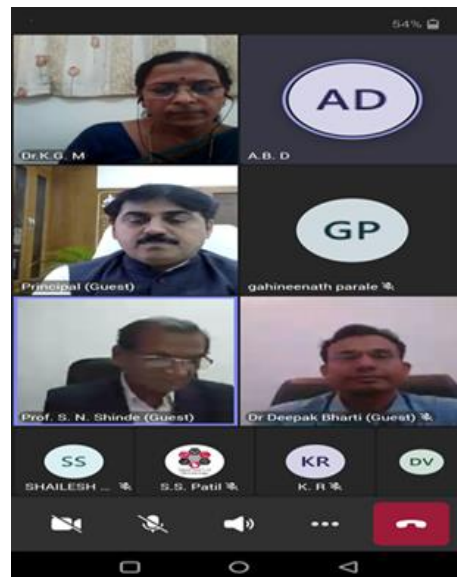 54%
Dr.K.G. M
AD
A.B. D
Principal (Guest)
GP
gahineenath parale
Prof. S. N. Shinde (Guest)
Dr Deepak Bharti (Guest)
SS
SHAILESH ...
S.S. Patil
KR
K. R
DV